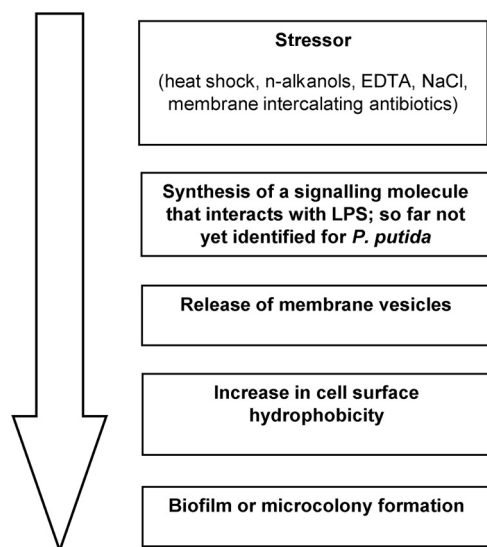 Stressor
(heat shock, n-alkanols, EDTA, NaCl,
membrane intercalating antibiotics)
Synthesis of a signalling molecule
that interacts with LPS; so far not
yet identified for P. putida
Release of membrane vesicles
Increase in cell surface
hydrophobicity
Biofilm or microcolony formation